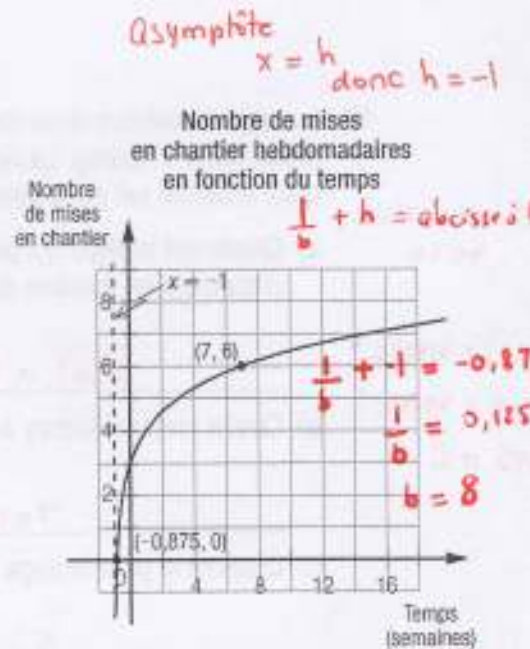 asymptôte
x = h
donc h = -1
Nombre de mises
en chantier hebdomadaires
en fonction du temps
Nombre
de mises
en chantier
1/b + h =
x = -1
8
(7, 6)
6
1/b + -1 = -0,87
4
1/b = 0,125
2
b = 8
(-0,875, 0)
0 4 8 12 16
Temps
(semaines)